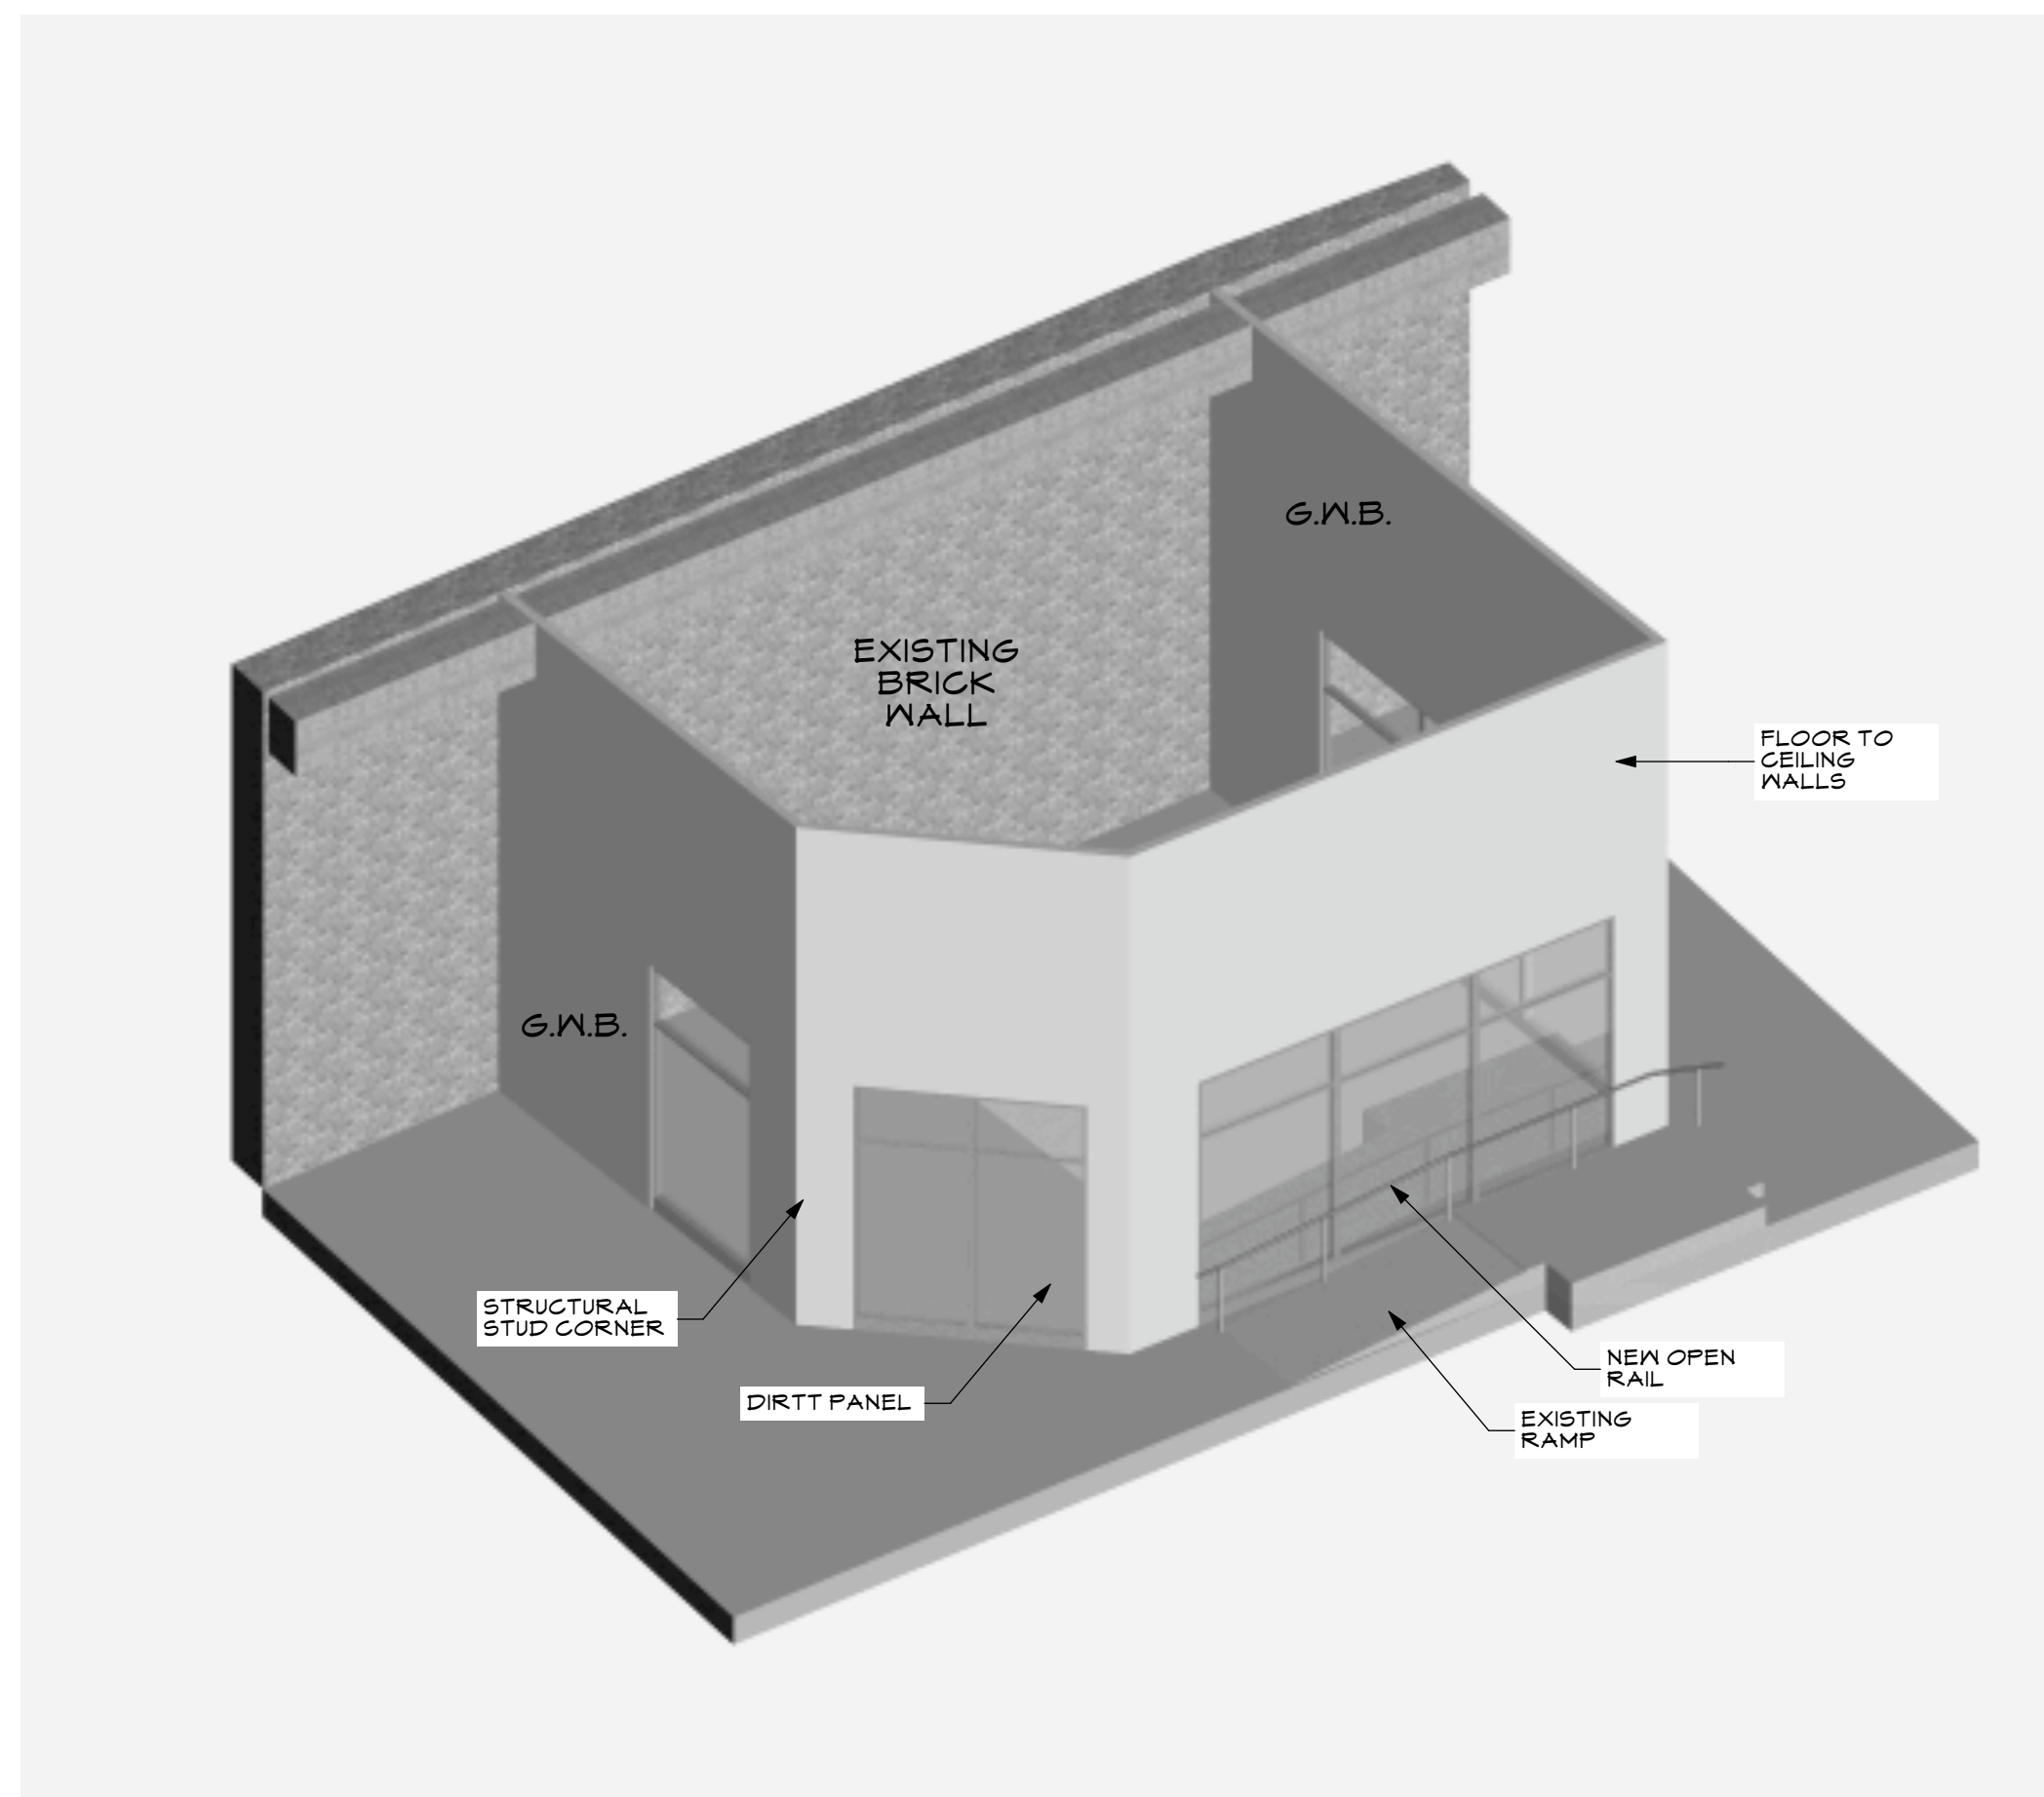 G.W.B.
EXISTING
BRICK
WALL
FLOOR TO
CEILING
WALLS
G.W.B.
STRUCTURAL
STUD CORNER
DIRTT PANEL
NEW OPEN
RAIL
EXISTING
RAMP